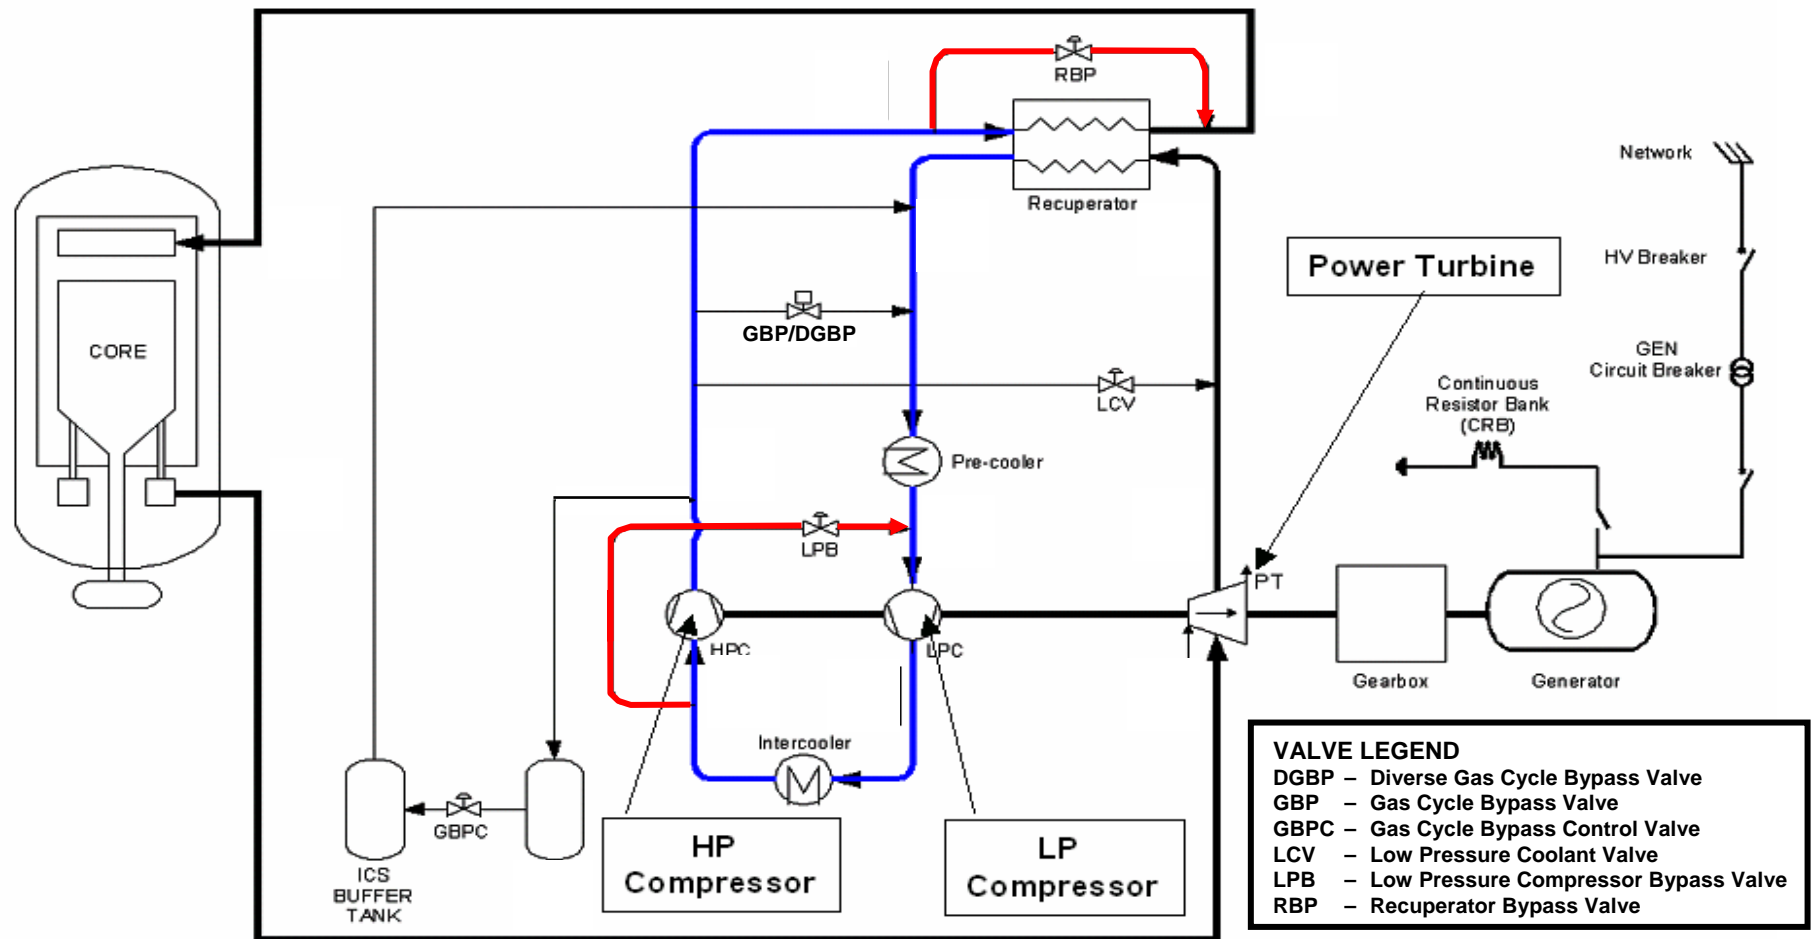 RBP
Recuperator
Network
HV Breaker
Power Turbine
GBP/DGBP
CORE
GEN
Circuit Breaker
LCV
Continuous
Resistor Bank
(CRB)
Pre-cooler
LPB
PT
HPC
LPC
Gearbox
Generator
Intercooler
GBPC
ICS
BUFFER
TANK
HP
Compressor
LP
Compressor
VALVE LEGEND
DGBP – Diverse Gas Cycle Bypass Valve
GBP – Gas Cycle Bypass Valve
GBPC – Gas Cycle Bypass Control Valve
LCV – Low Pressure Coolant Valve
LPB – Low Pressure Compressor Bypass Valve
RBP – Recuperator Bypass Valve